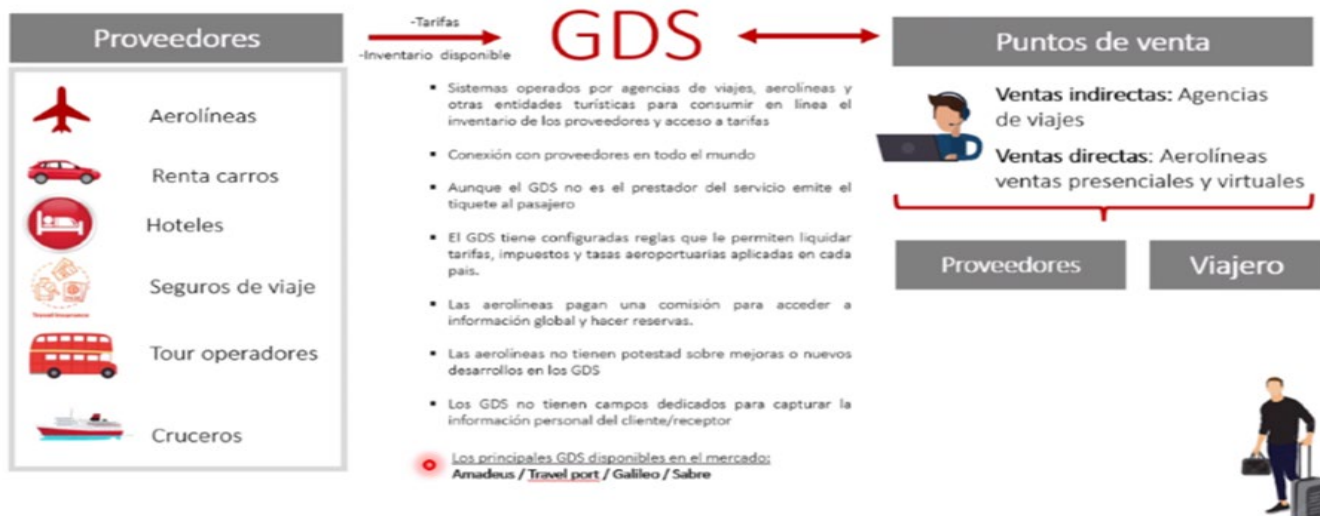 Proveedores
Aerolíneas
Renta carros
Hoteles
Seguros de viaje
Travel Insurance
Tour operadores
Cruceros
-Tarifas
-Inventario disponible
GDS
▪ Sistemas operados por agencias de viajes, aerolíneas y
otras entidades turísticas para consumir en línea el
inventario de los proveedores y acceso a tarifas
▪ Conexión con proveedores en todo el mundo
▪ Aunque el GDS no es el prestador del servicio emite el
tiquete al pasajero
▪ El GDS tiene configuradas reglas que le permiten liquidar
tarifas, impuestos y tasas aeroportuarias aplicadas en cada
país.
▪ Las aerolíneas pagan una comisión para acceder a
información global y hacer reservas.
▪ Las aerolíneas no tienen potestad sobre mejoras o nuevos
desarrollos en los GDS
▪ Los GDS no tienen campos dedicados para capturar la
información personal del cliente/receptor
Los principales GDS disponibles en el mercado:
Amadeus / Travel port / Galileo / Sabre
Puntos de venta
Ventas indirectas: Agencias
de viajes
Ventas directas: Aerolíneas
ventas presenciales y virtuales
Proveedores
Viajero